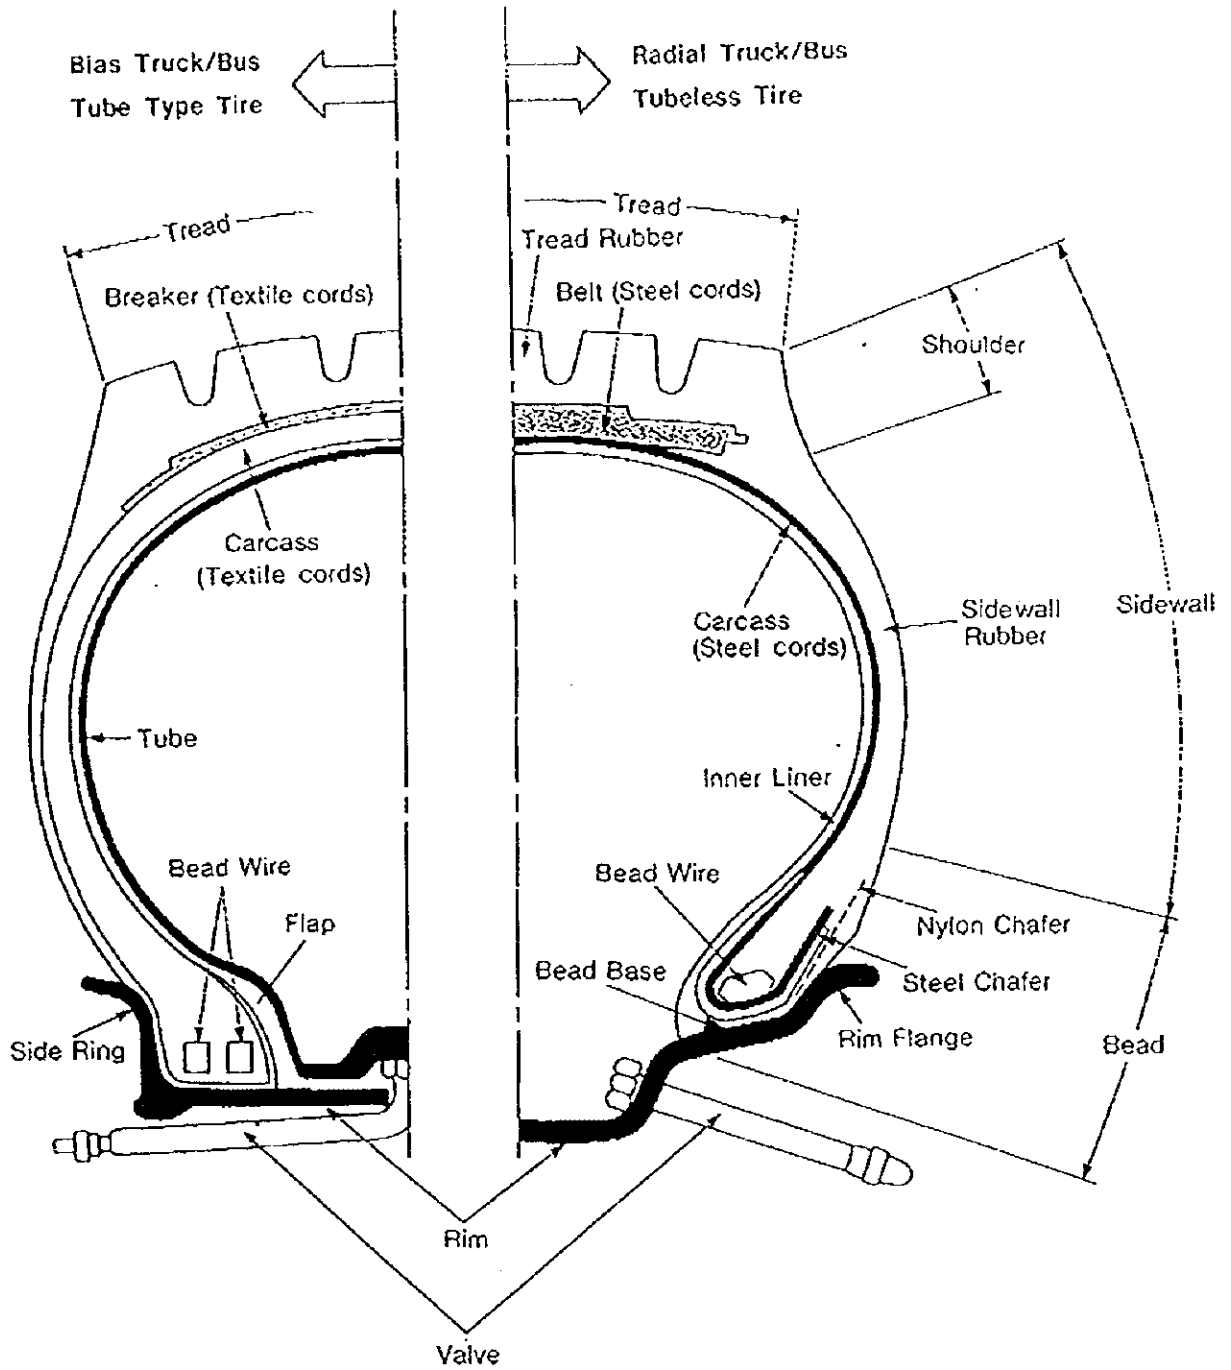 Bias Truck/Bus
Tube Type Tire
Radial Truck/Bus
Tubeless Tire
Tread
Tread
Tread Rubber
Breaker (Textile cords)
Belt (Steel cords)
Shoulder
Carcass
(Textile cords)
Carcass
(Steel cords)
Sidewall
Rubber
Sidewall
Tube
Inner Liner
Bead Wire
Bead Wire
Flap
Nylon Chafer
Bead Base
Steel Chafer
Side Ring
Rim Flange
Bead
Rim
Valve